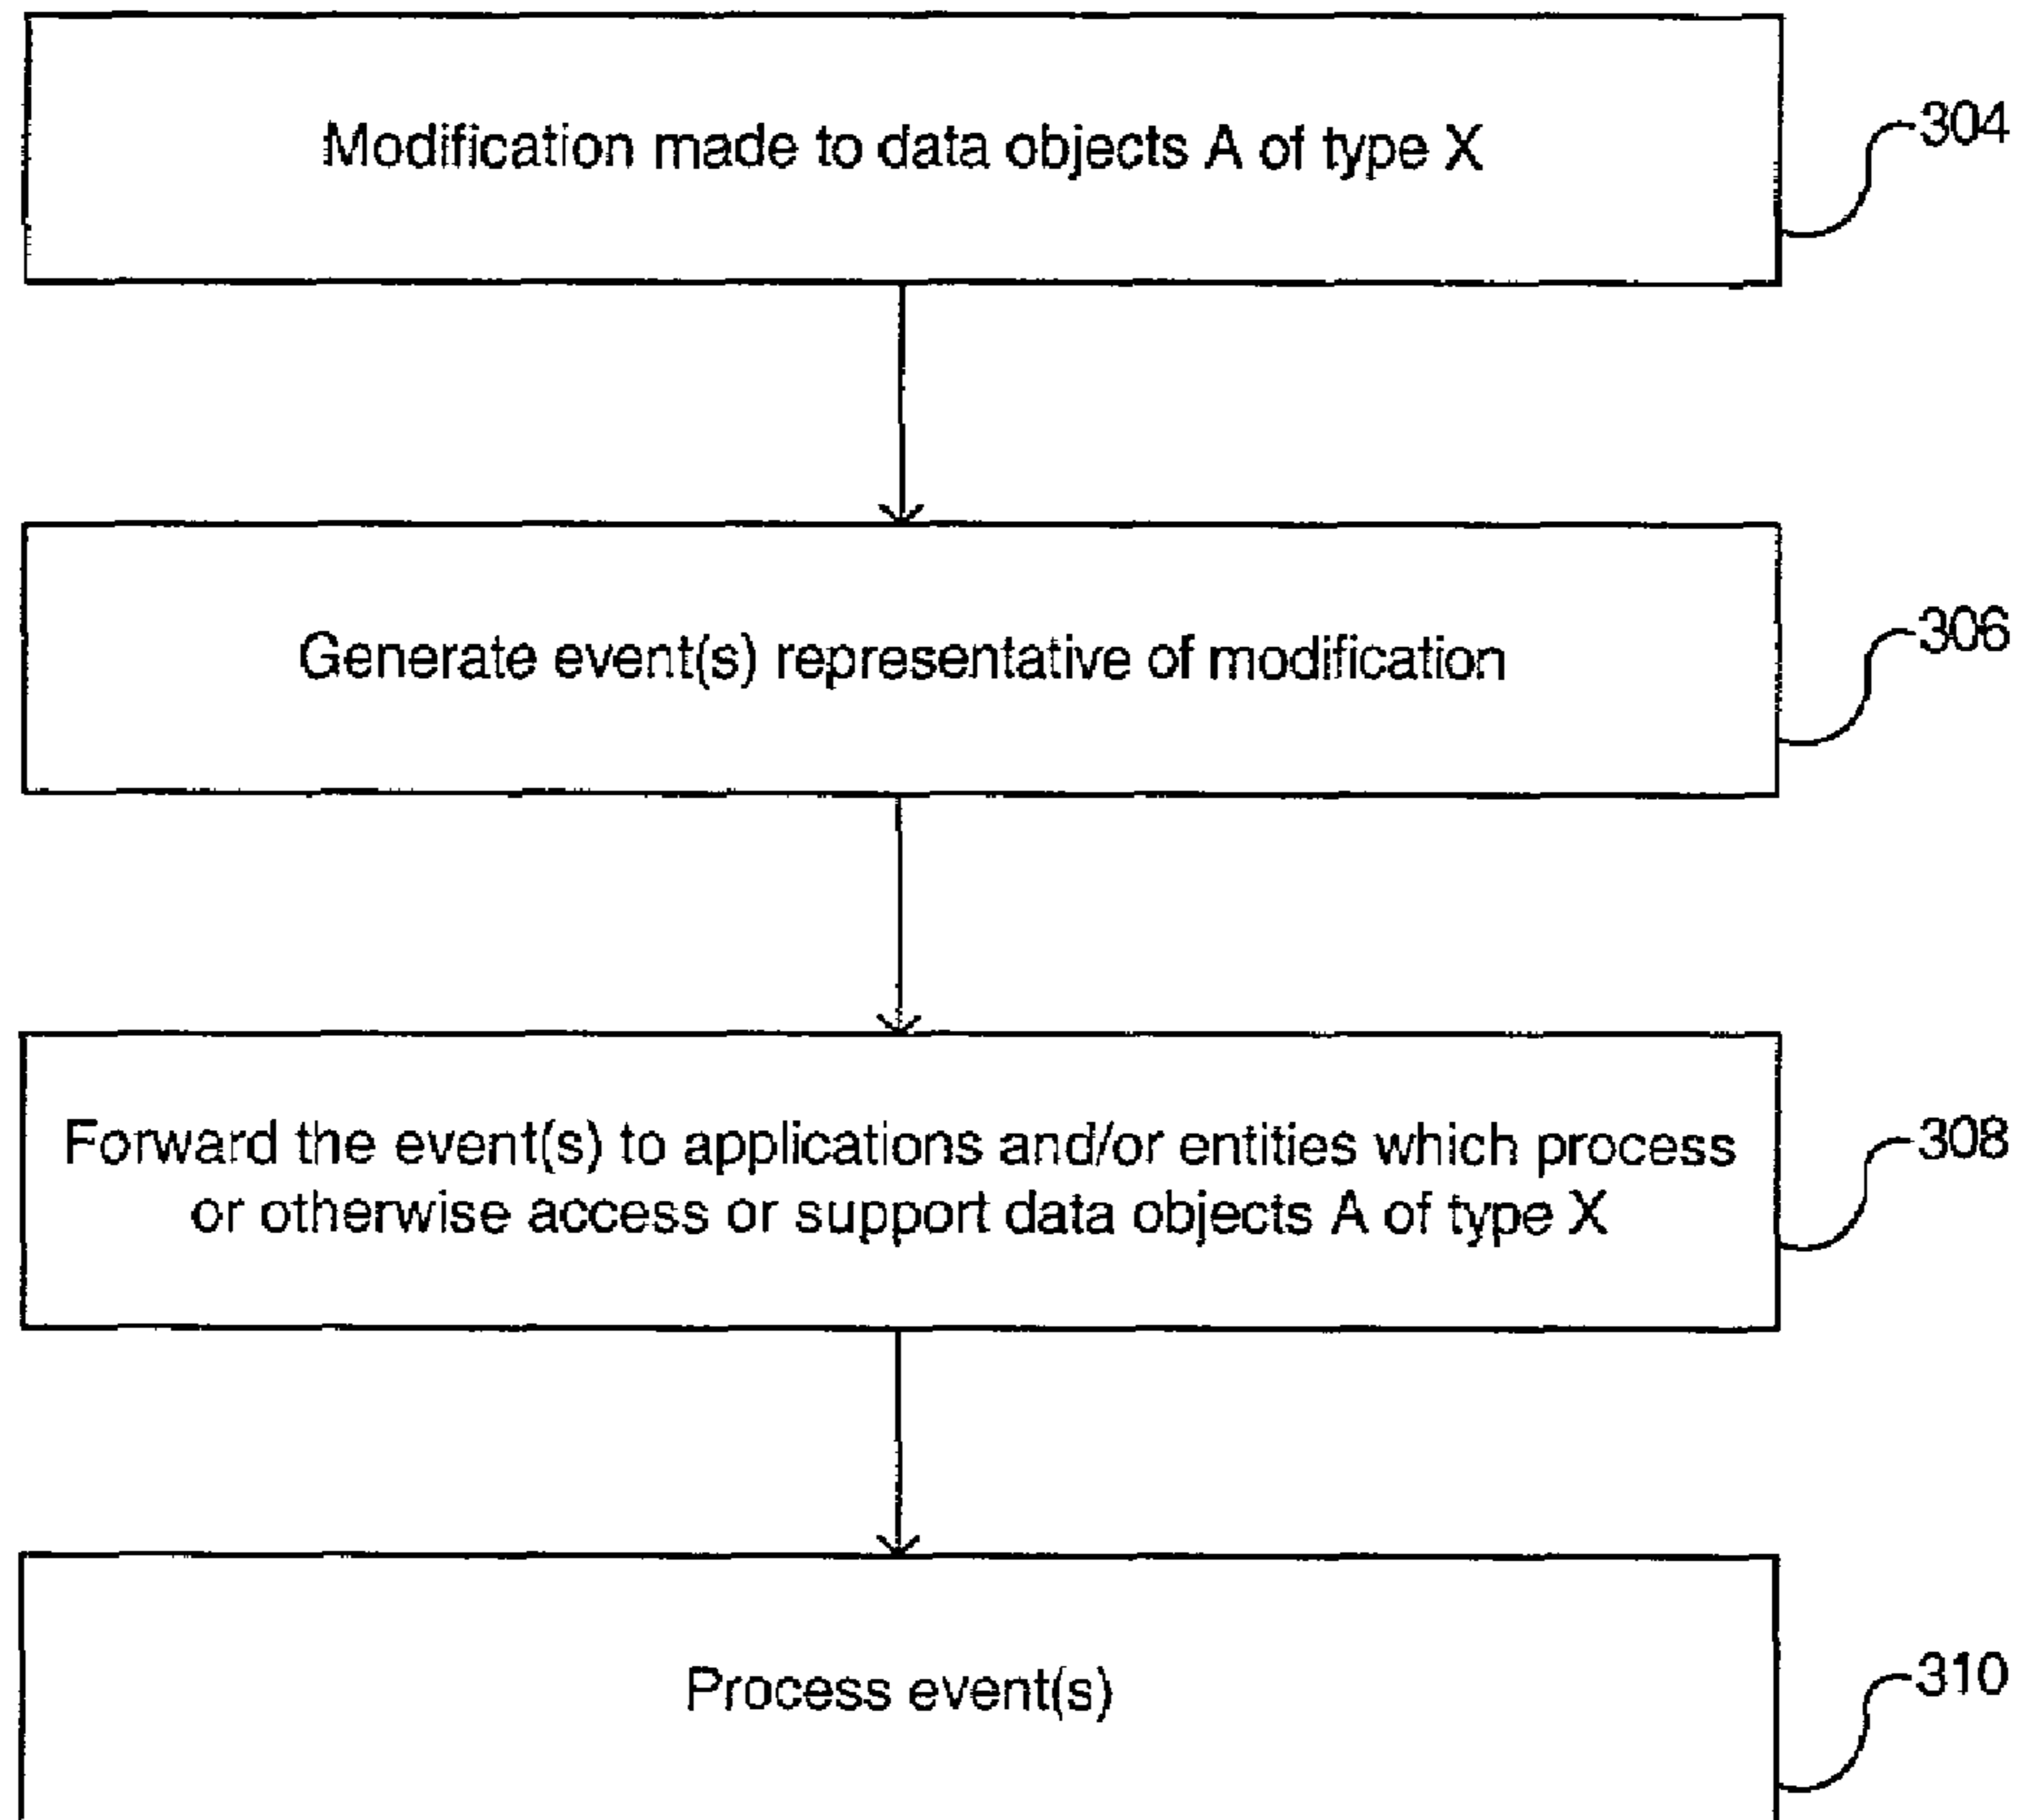 Modification made to data objects A of type X
304
Generate event(s) representative of modification
306
Forward the event(s) to applications and/or entities which process
or otherwise access or support data objects A of type X
308
Process event(s)
310